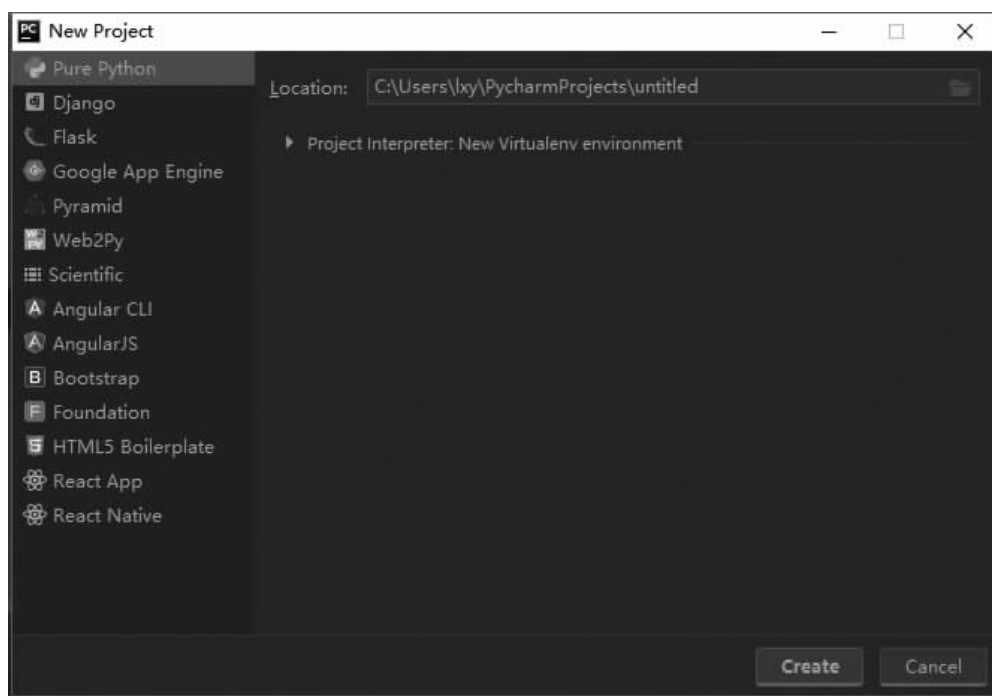 PC New Project
Pure Python
Django
Flask
Google App Engine
Pyramid
Web2Py
Scientific
Angular CLI
AngularJS
Bootstrap
Foundation
HTML5 Boilerplate
React App
React Native
Location: C:\Users\lxy\PycharmProjects\untitled
Project Interpreter: New Virtualenv environment
Create Cancel